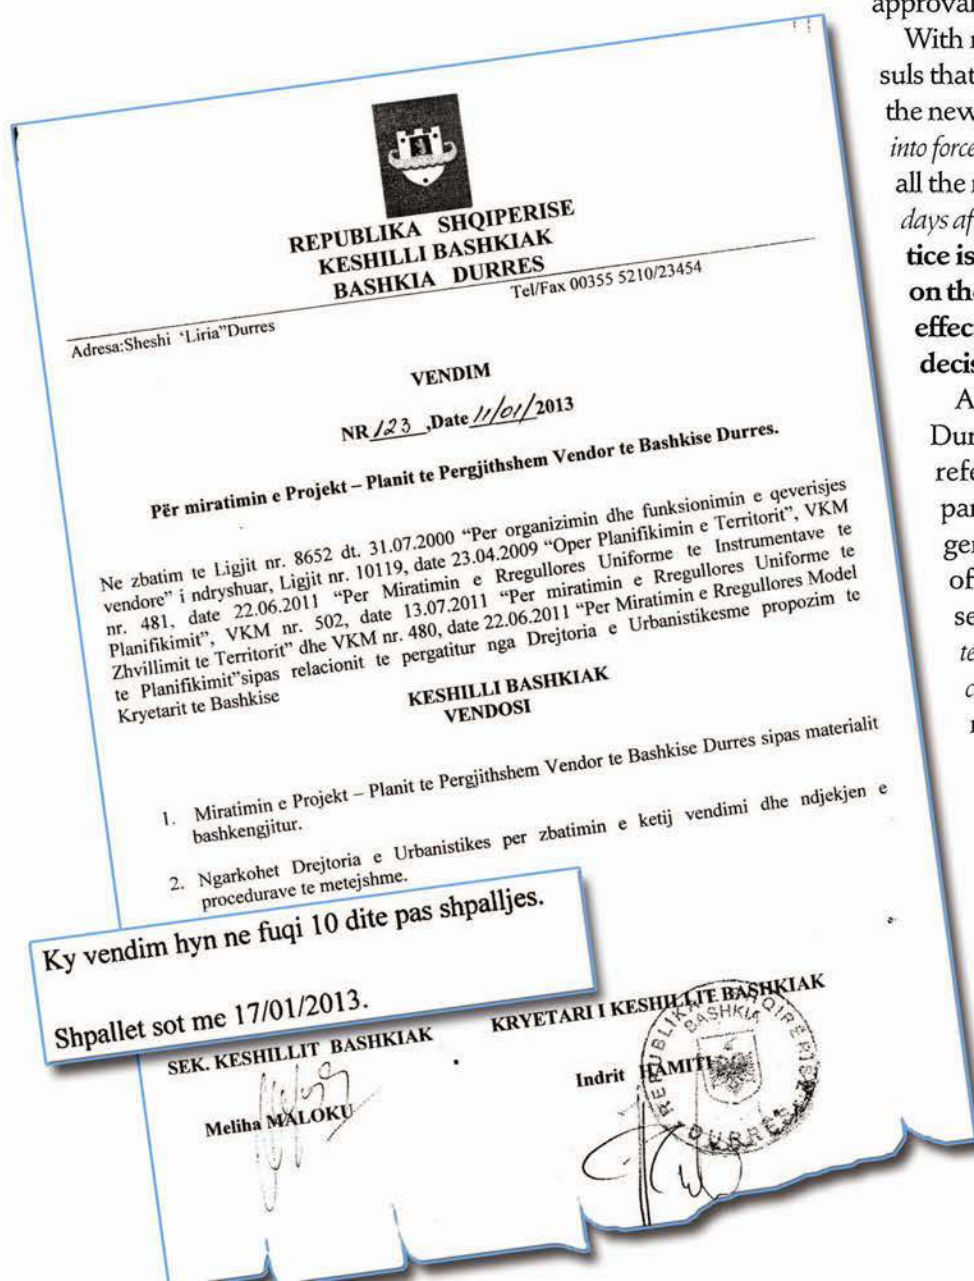 REPUBLIKA SHQIPERISE
KESHILLI BASHKIAK
BASHKIA DURRES
Tel/Fax 00355 5210/23454
Adresa:Sheshi ‘Liria”Durres
VENDIM
NR 123 ,Date 11/01/2013
Për miratimin e Projekt – Planit te Pergjithshem Vendor te Bashkise Durres.
Ne zbatim te Ligjit nr. 8652 dt. 31.07.2000 “Per organizimin dhe funksionimin e qeverisjes
vendore” i ndryshuar, Ligjit nr. 10119, date 23.04.2009 “Oper Planifikimin e Territorit”, VKM
nr. 481, date 22.06.2011 “Per Miratimin e Rregullores Uniforme te Instrumentave te
Planifikimit”, VKM nr. 502, date 13.07.2011 “Per miratimin e Rregullores Uniforme te
Zhvillimit te Territorit” dhe VKM nr. 480, date 22.06.2011 “Per Miratimin e Rregullores Model
te Planifikimit”sipas relacionit te pergatitur nga Drejtoria e Urbanistikesme propozim te
Kryetarit te Bashkise
KESHILLI BASHKIAK
VENDOSI
1. Miratimin e Projekt – Planit te Pergjithshem Vendor te Bashkise Durres sipas materialit
bashkengjitur.
2. Ngarkohet Drejtoria e Urbanistikes per zbatimin e ketij vendimi dhe ndjekjen e
procedurave te metejshme.
Ky vendim hyn ne fuqi 10 dite pas shpalljes.
Shpallet sot me 17/01/2013.
SEK. KESHILLIT BASHKIAK
KRYETARI I KESHILLIT BASHKIAK
Meliha MALOKU
Indrit HAMITI
REPUBLIKA SHQIPERISE
BASHKIA
DURRES
approval
With
suls that
the new
into force
all the
days af
tice is
on the
effec
decis
A
Dur
refe
par
ger
of
se
te